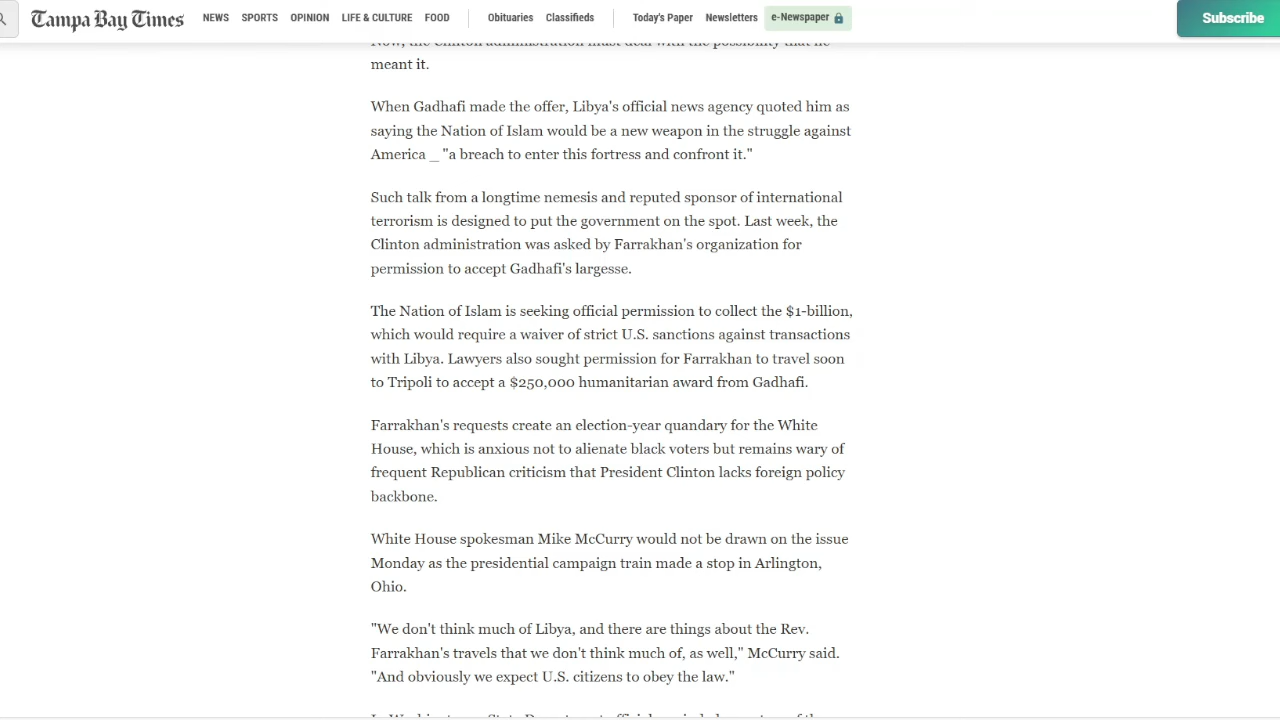 Tampa Bay Times
NEWS SPORTS OPINION LIFE & CULTURE FOOD Obituaries Classifieds Today's Paper Newsletters e-Newspaper Subscribe
Now, the Clinton administration must deal with the possibility that he
meant it.
When Gadhafi made the offer, Libya's official news agency quoted him as
saying the Nation of Islam would be a new weapon in the struggle against
America _ "a breach to enter this fortress and confront it."
Such talk from a longtime nemesis and reputed sponsor of international
terrorism is designed to put the government on the spot. Last week, the
Clinton administration was asked by Farrakhan's organization for
permission to accept Gadhafi's largesse.
The Nation of Islam is seeking official permission to collect the $1-billion,
which would require a waiver of strict U.S. sanctions against transactions
with Libya. Lawyers also sought permission for Farrakhan to travel soon
to Tripoli to accept a $250,000 humanitarian award from Gadhafi.
Farrakhan's requests create an election-year quandary for the White
House, which is anxious not to alienate black voters but remains wary of
frequent Republican criticism that President Clinton lacks foreign policy
backbone.
White House spokesman Mike McCurry would not be drawn on the issue
Monday as the presidential campaign train made a stop in Arlington,
Ohio.
"We don't think much of Libya, and there are things about the Rev.
Farrakhan's travels that we don't think much of, as well," McCurry said.
"And obviously we expect U.S. citizens to obey the law."